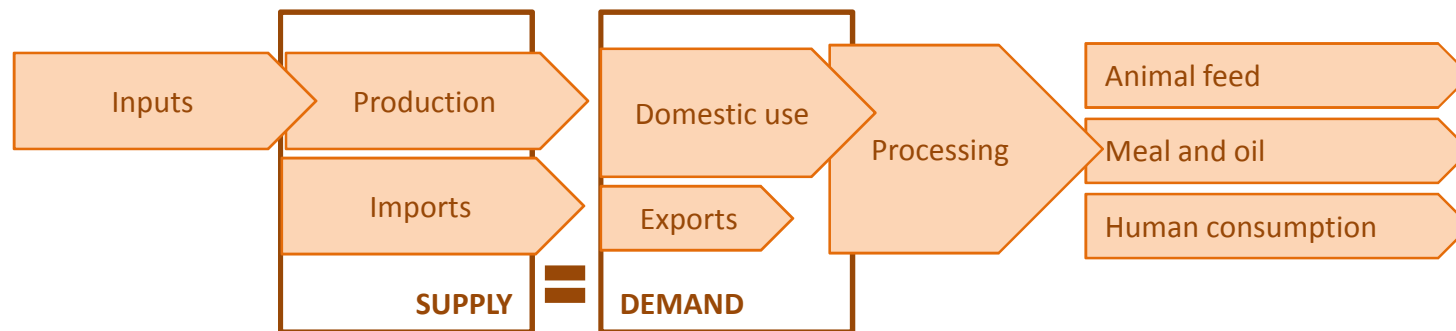 Inputs
Production
Imports
SUPPLY
=
Domestic use
Exports
DEMAND
Processing
Animal feed
Meal and oil
Human consumption